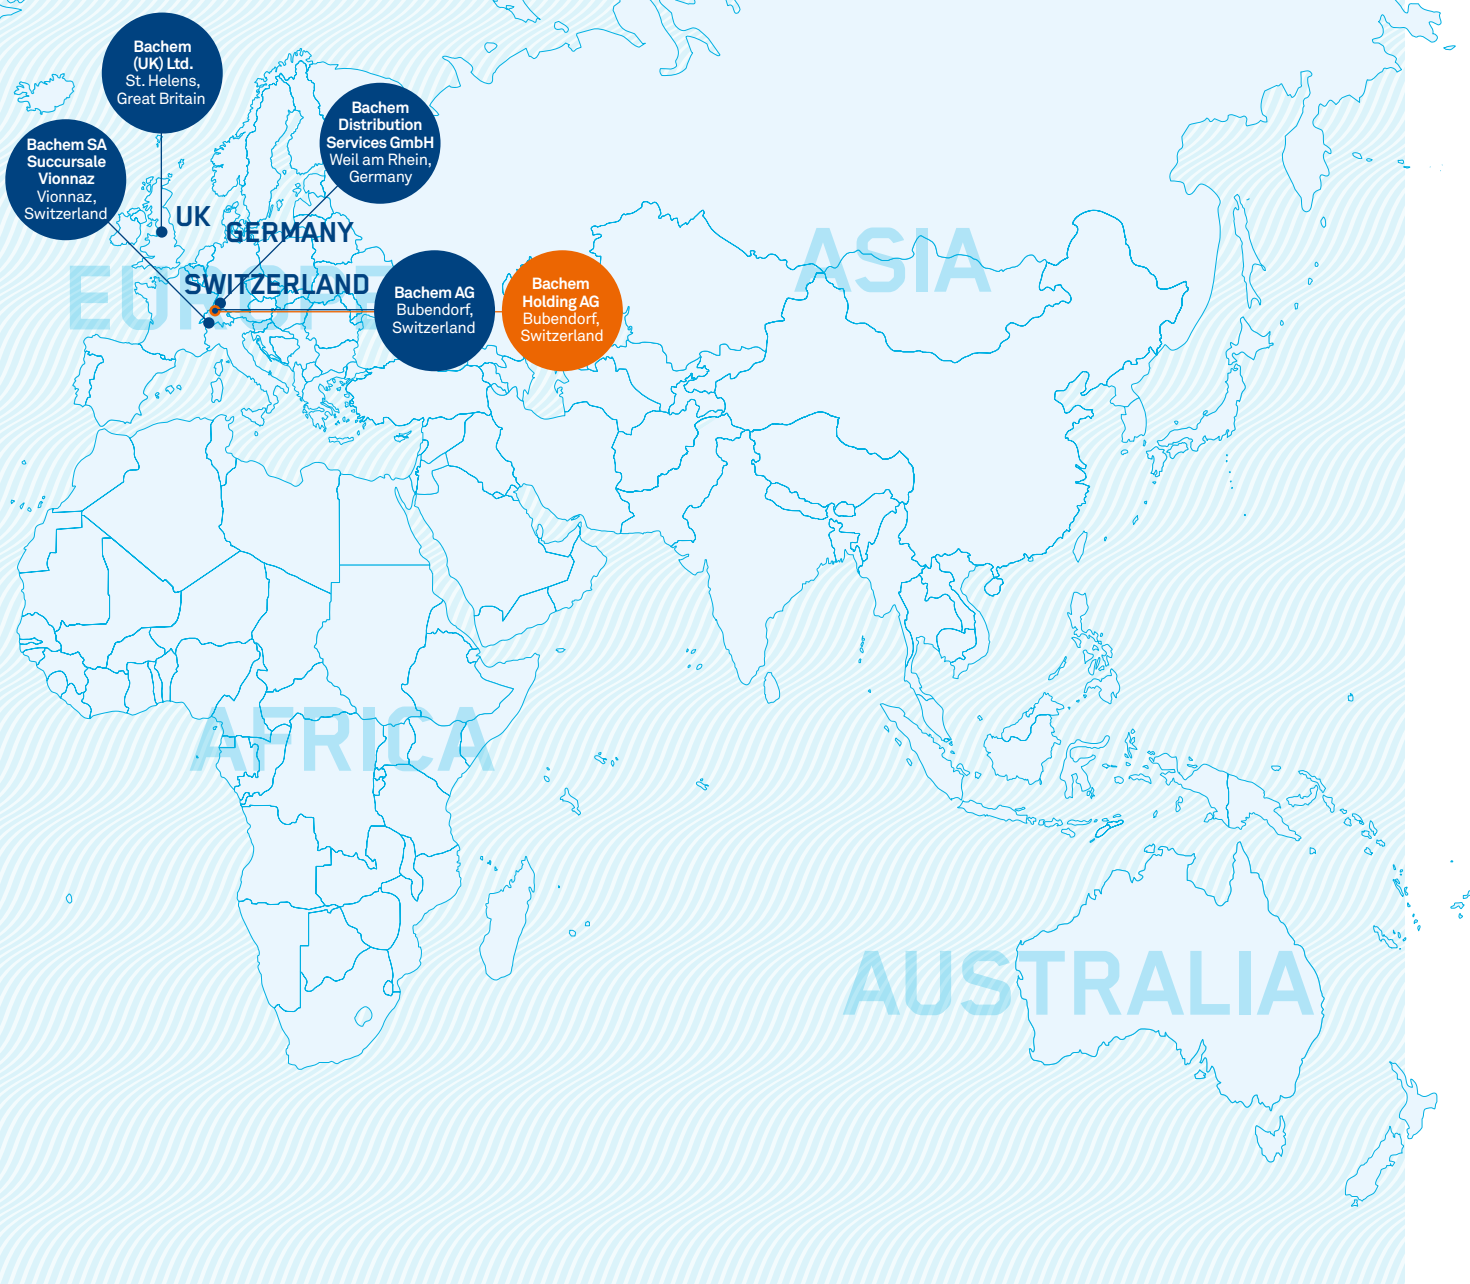 Bachem
(UK) Ltd.
St. Helens,
Great Britain
Bachem
Distribution
Services GmbH
Weil am Rhein,
Germany
Bachem SA
Succursale
Vionnaz
Vionnaz,
Switzerland
UK
GERMANY
SWITZERLAND
EUROPE
Bachem AG
Bubendorf,
Switzerland
Bachem
Holding AG
Bubendorf,
Switzerland
ASIA
AFRICA
AUSTRALIA